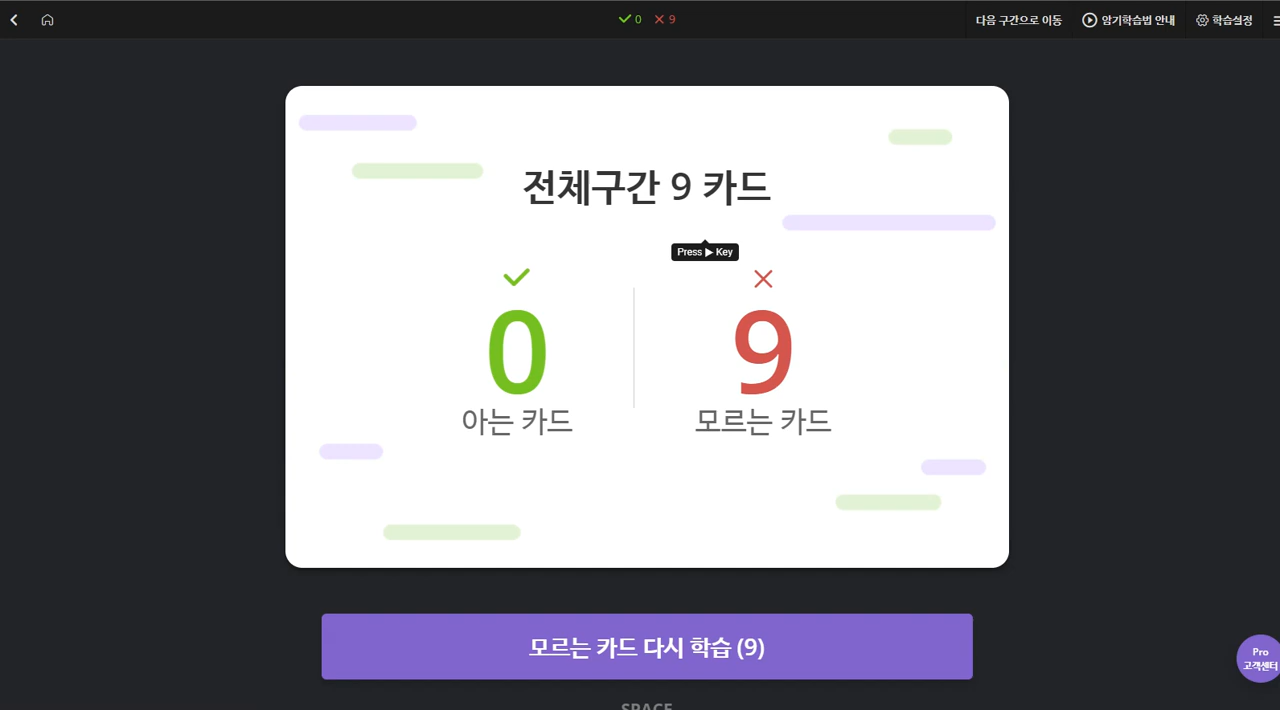 0 9 다음 구간으로 이동 암기학습법 안내 학습설정
전체구간 9 카드
Press ▶ Key
0 9
아는 카드 모르는 카드
모르는 카드 다시 학습 (9)
Pro
고객센터
SPACE